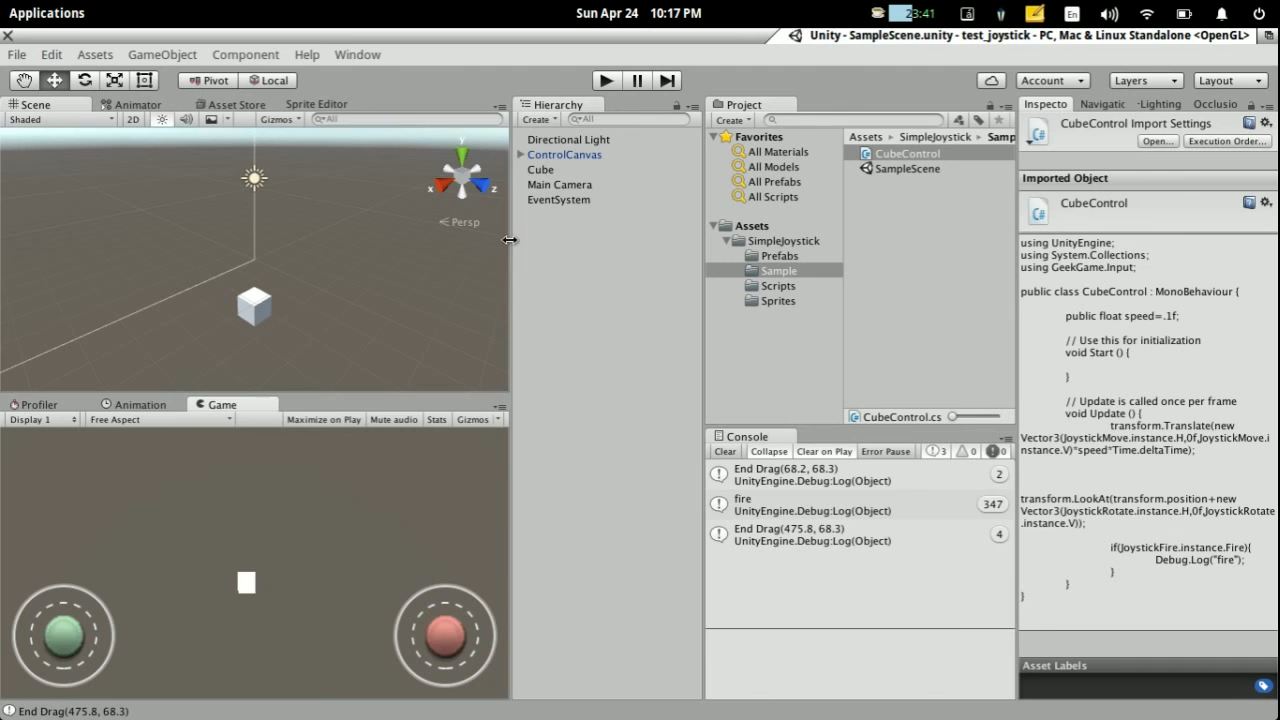 Applications
Sun Apr 24  10:17 PM
23:41
En
Unity - SampleScene.unity - test_joystick - PC, Mac & Linux Standalone <OpenGL>
File Edit Assets GameObject Component Help Window
Pivot Local
Account Layers Layout
Scene Animator Asset Store Sprite Editor
Shaded 2D Gizmos All
y
x
z
Persp
Hierarchy
Create All
Directional Light
ControlCanvas
Cube
Main Camera
EventSystem
Project
Create
Favorites
All Materials
All Models
All Prefabs
All Scripts
Assets
SimpleJoystick
Prefabs
Sample
Scripts
Sprites
Assets SimpleJoystick Samp
CubeControl
SampleScene
CubeControl.cs
Inspecto Navigatic Lighting Occlusio
CubeControl Import Settings
Open... Execution Order...
Imported Object
CubeControl
C#
using UnityEngine;
using System.Collections;
using GeekGame.Input;
public class CubeControl : MonoBehaviour {
public float speed=.1f;
// Use this for initialization
void Start () {
}
// Update is called once per frame
void Update () {
transform.Translate(new
Vector3(JoystickMove.instance.H,0f,JoystickMove.i
nstance.V)*speed*Time.deltaTime);
transform.LookAt(transform.position+new
Vector3(JoystickRotate.instance.H,0f,JoystickRotate
.instance.V));
if(JoystickFire.instance.Fire){
Debug.Log("fire");
}
}
}
Asset Labels
Profiler Animation Game
Display 1 Free Aspect Maximize on Play Mute audio Stats Gizmos
Console
Clear Collapse Clear on Play Error Pause 3 0 0
End Drag(68.2, 68.3)
UnityEngine.Debug:Log(Object)
2
fire
UnityEngine.Debug:Log(Object)
347
End Drag(475.8, 68.3)
UnityEngine.Debug:Log(Object)
4
End Drag(475.8, 68.3)